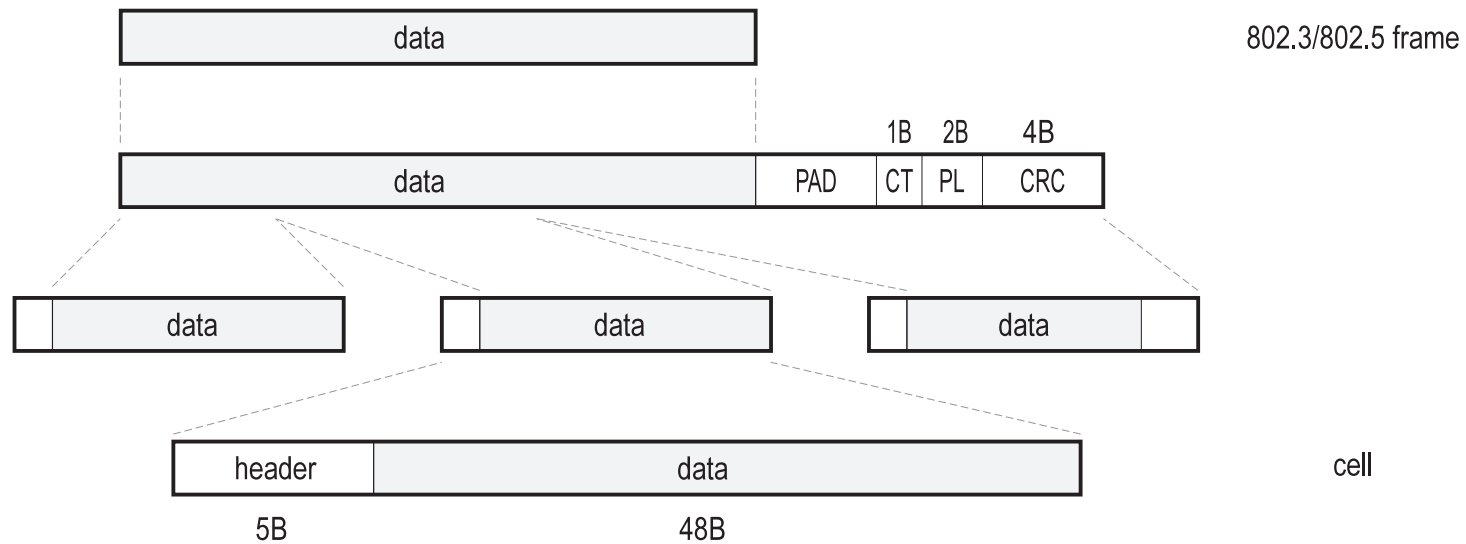 data 802.3/802.5 frame
1B 2B 4B
data PAD CT PL CRC
data data data
header data cell
5B 48B